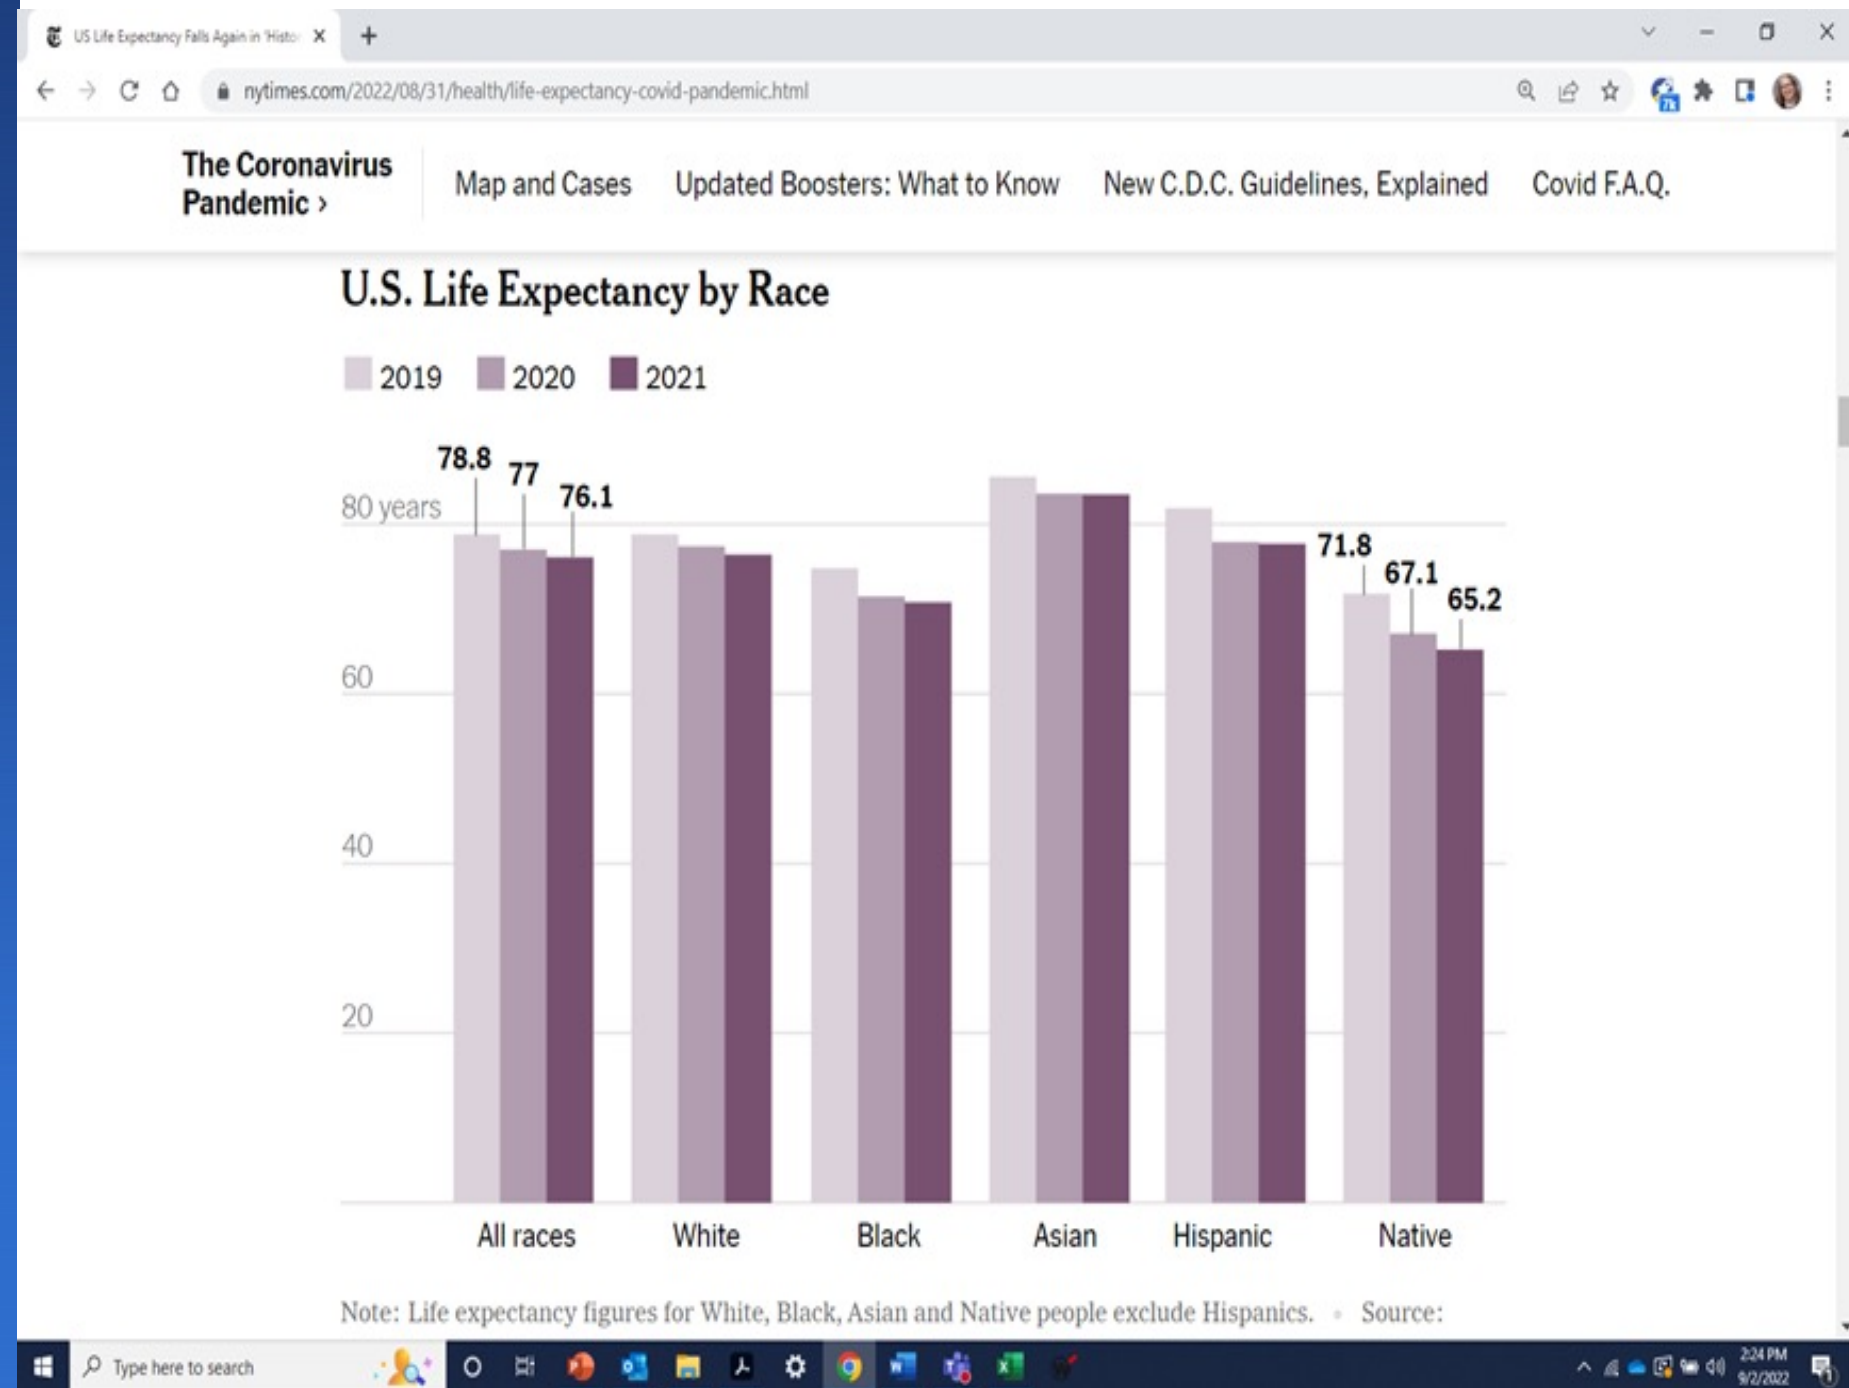 US Life Expectancy Falls Again in 'Histor
nytimes.com/2022/08/31/health/life-expectancy-covid-pandemic.html
The Coronavirus
Pandemic >
Map and Cases Updated Boosters: What to Know New C.D.C. Guidelines, Explained Covid F.A.Q.
U.S. Life Expectancy by Race
2019 2020 2021
78.8 77 76.1
80 years
71.8 67.1 65.2
60
40
20
All races White Black Asian Hispanic Native
Note: Life expectancy figures for White, Black, Asian and Native people exclude Hispanics. • Source:
Type here to search
2:24 PM
9/2/2022